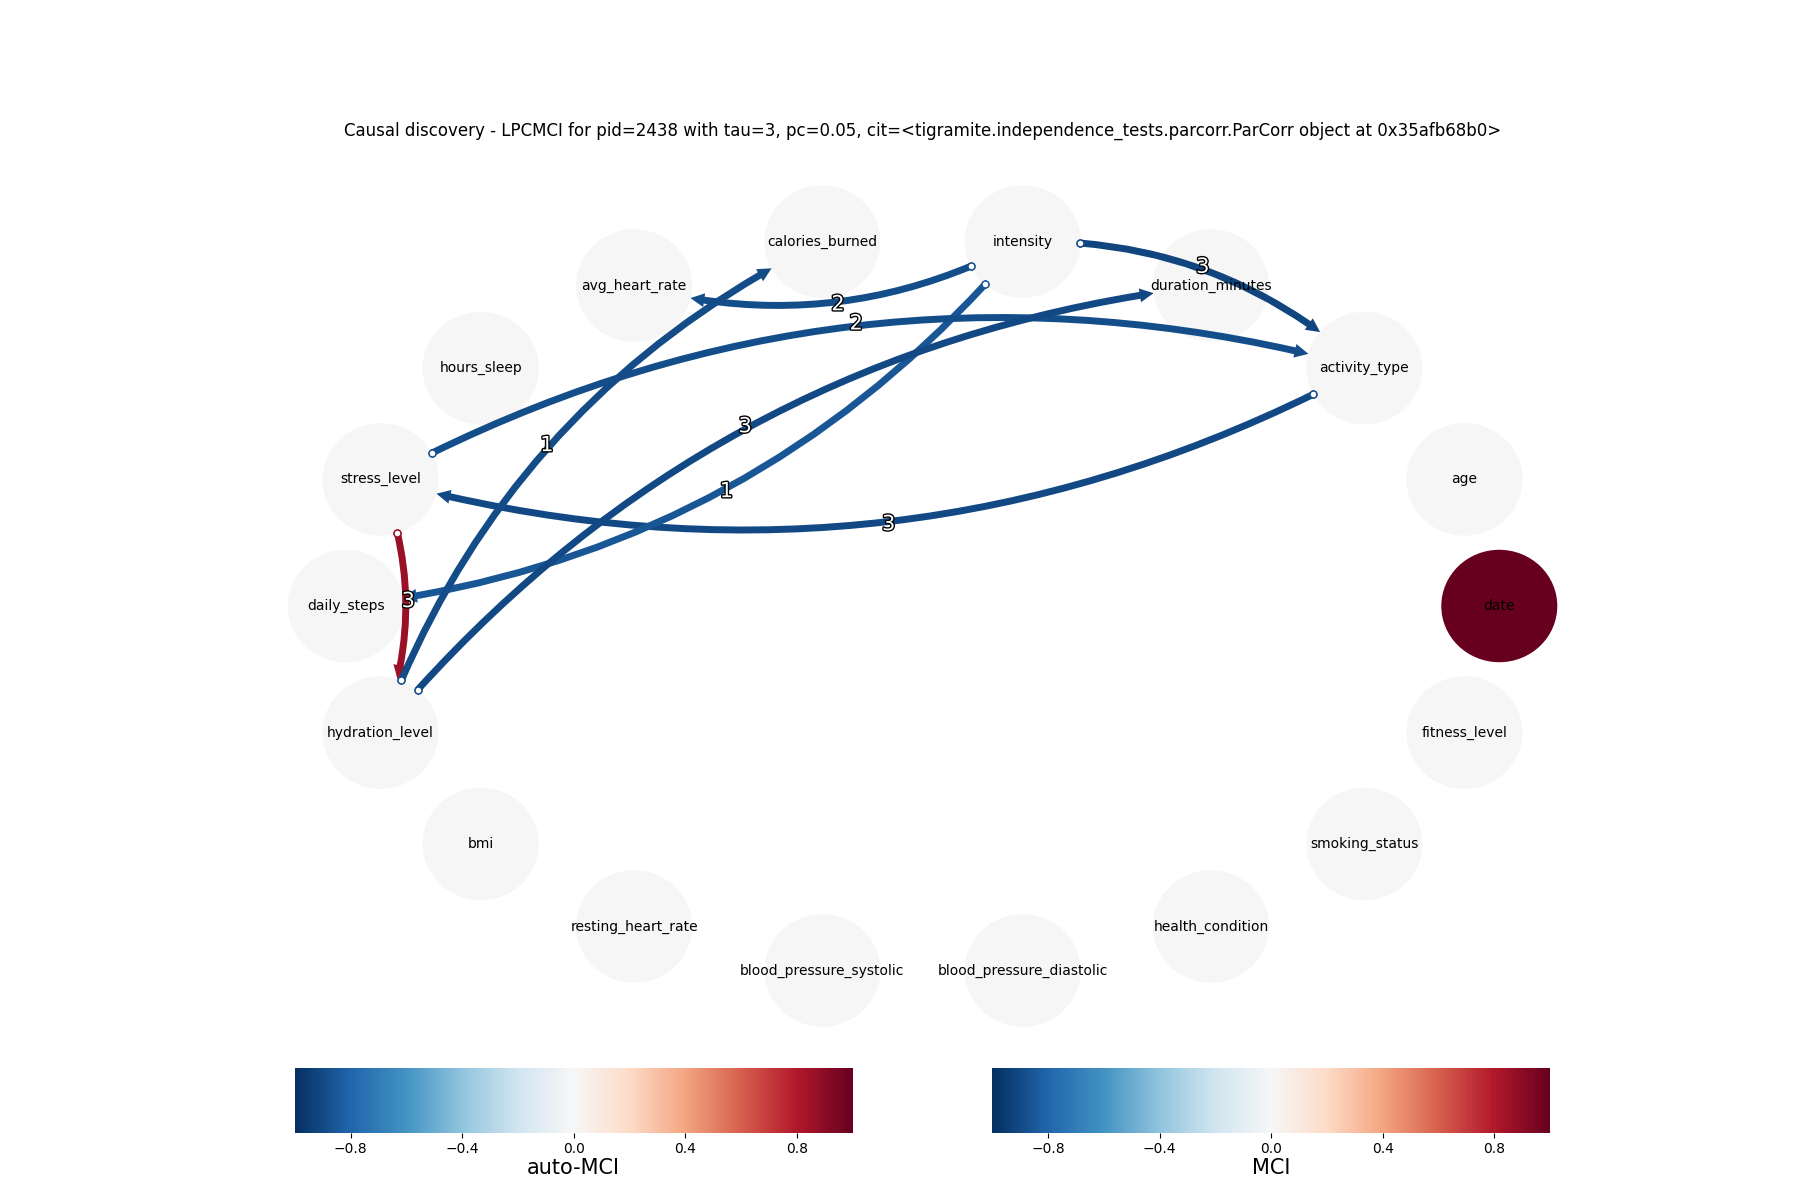 Causal discovery - LPCMCI for pid=2438 with tau=3, pc=0.05, cit=<tigramite.independence_tests.parcorr.ParCorr object at 0x35afb68b0>
calories_burned
intensity
avg_heart_rate
duration_minutes
3
2
2
hours_sleep
activity_type
1
3
stress_level
age
1
3
daily_steps
3
date
hydration_level
fitness_level
bmi
smoking_status
resting_heart_rate
health_condition
blood_pressure_systolic
blood_pressure_diastolic
−0.8 −0.4 0.0 0.4 0.8
auto-MCI
−0.8 −0.4 0.0 0.4 0.8
MCI